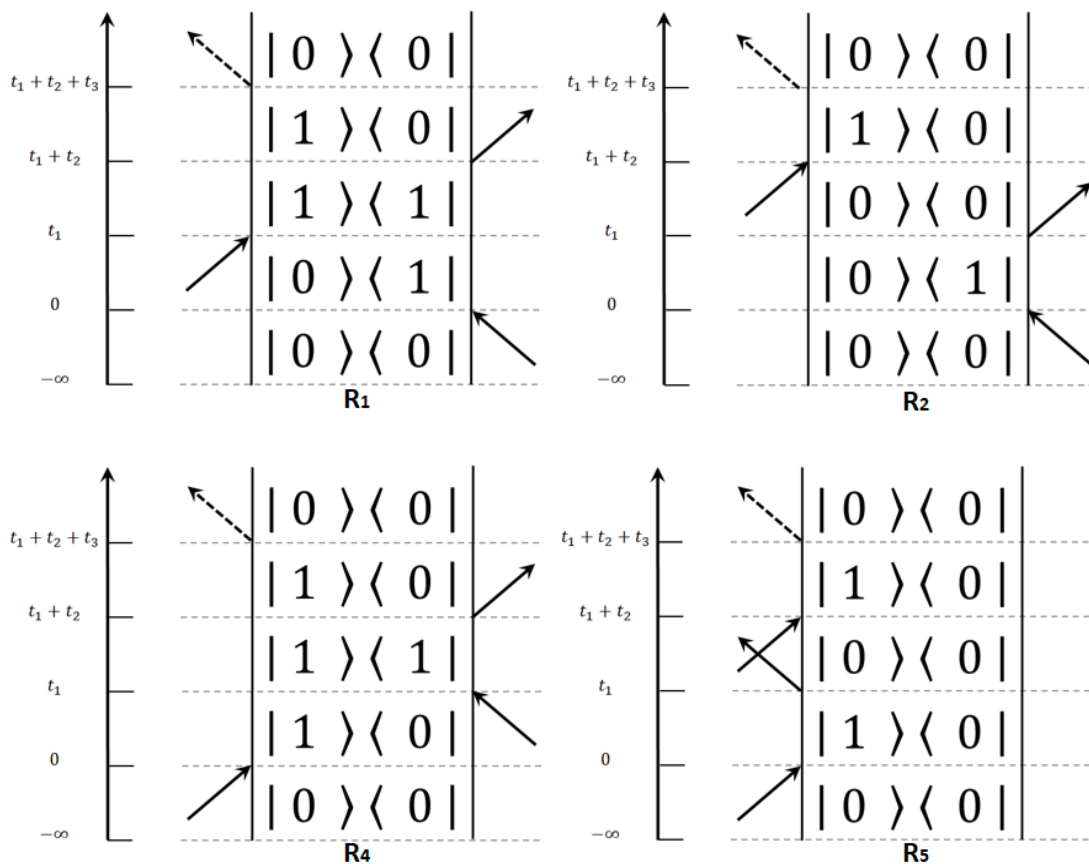 | 0 ⟩⟨ 0 |
t₁ + t₂ + t₃
| 1 ⟩⟨ 0 |
t₁ + t₂
| 1 ⟩⟨ 1 |
t₁
| 0 ⟩⟨ 1 |
0
| 0 ⟩⟨ 0 |
−∞
R₁
| 0 ⟩⟨ 0 |
t₁ + t₂ + t₃
| 1 ⟩⟨ 0 |
t₁ + t₂
| 0 ⟩⟨ 0 |
t₁
| 0 ⟩⟨ 1 |
0
| 0 ⟩⟨ 0 |
−∞
R₂
| 0 ⟩⟨ 0 |
t₁ + t₂ + t₃
| 1 ⟩⟨ 0 |
t₁ + t₂
| 1 ⟩⟨ 1 |
t₁
| 1 ⟩⟨ 0 |
0
| 0 ⟩⟨ 0 |
−∞
R₄
| 0 ⟩⟨ 0 |
t₁ + t₂ + t₃
| 1 ⟩⟨ 0 |
t₁ + t₂
| 0 ⟩⟨ 0 |
t₁
| 1 ⟩⟨ 0 |
0
| 0 ⟩⟨ 0 |
−∞
R₅